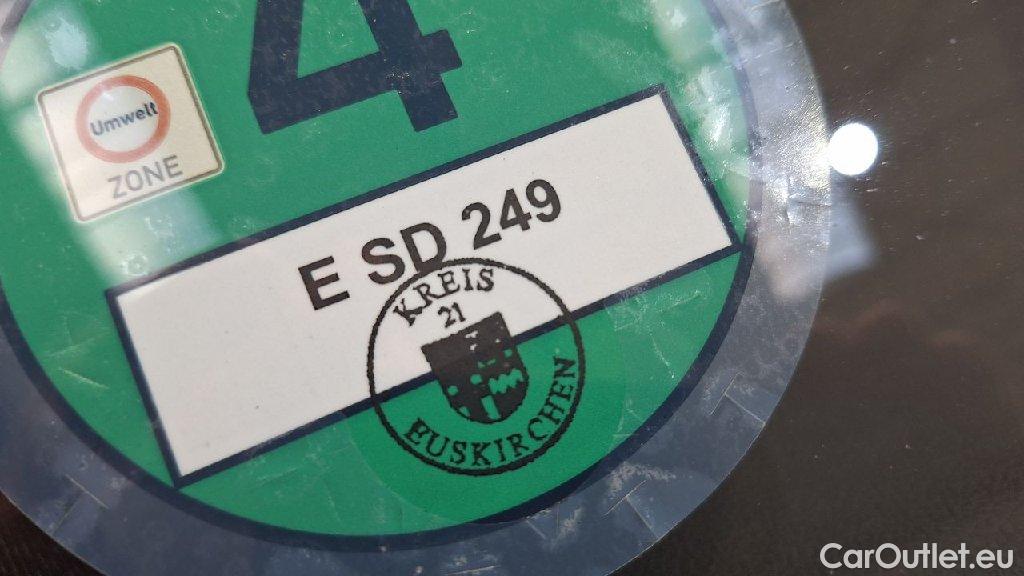 4
Umwelt
ZONE
E SD 249
KREIS
21
EUSKIRCHEN
CarOutlet.eu